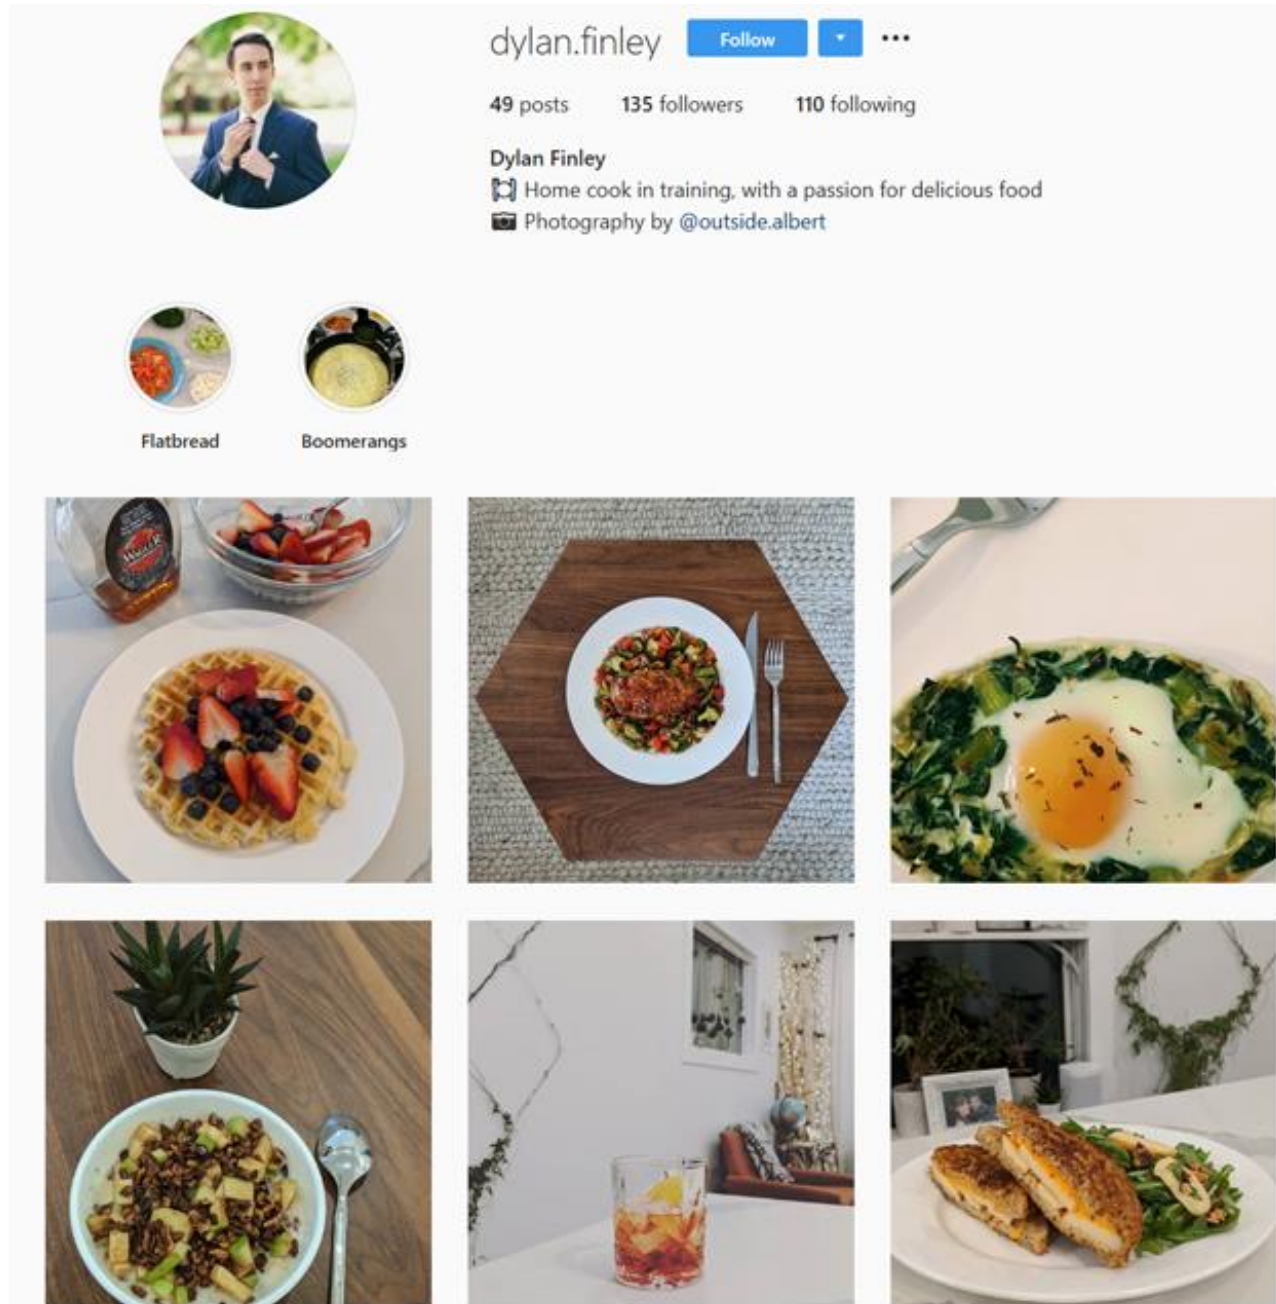 dylan.finley Follow
49 posts 135 followers 110 following
Dylan Finley
🍽 Home cook in training, with a passion for delicious food
📷 Photography by @outside.albert
Flatbread Boomerangs